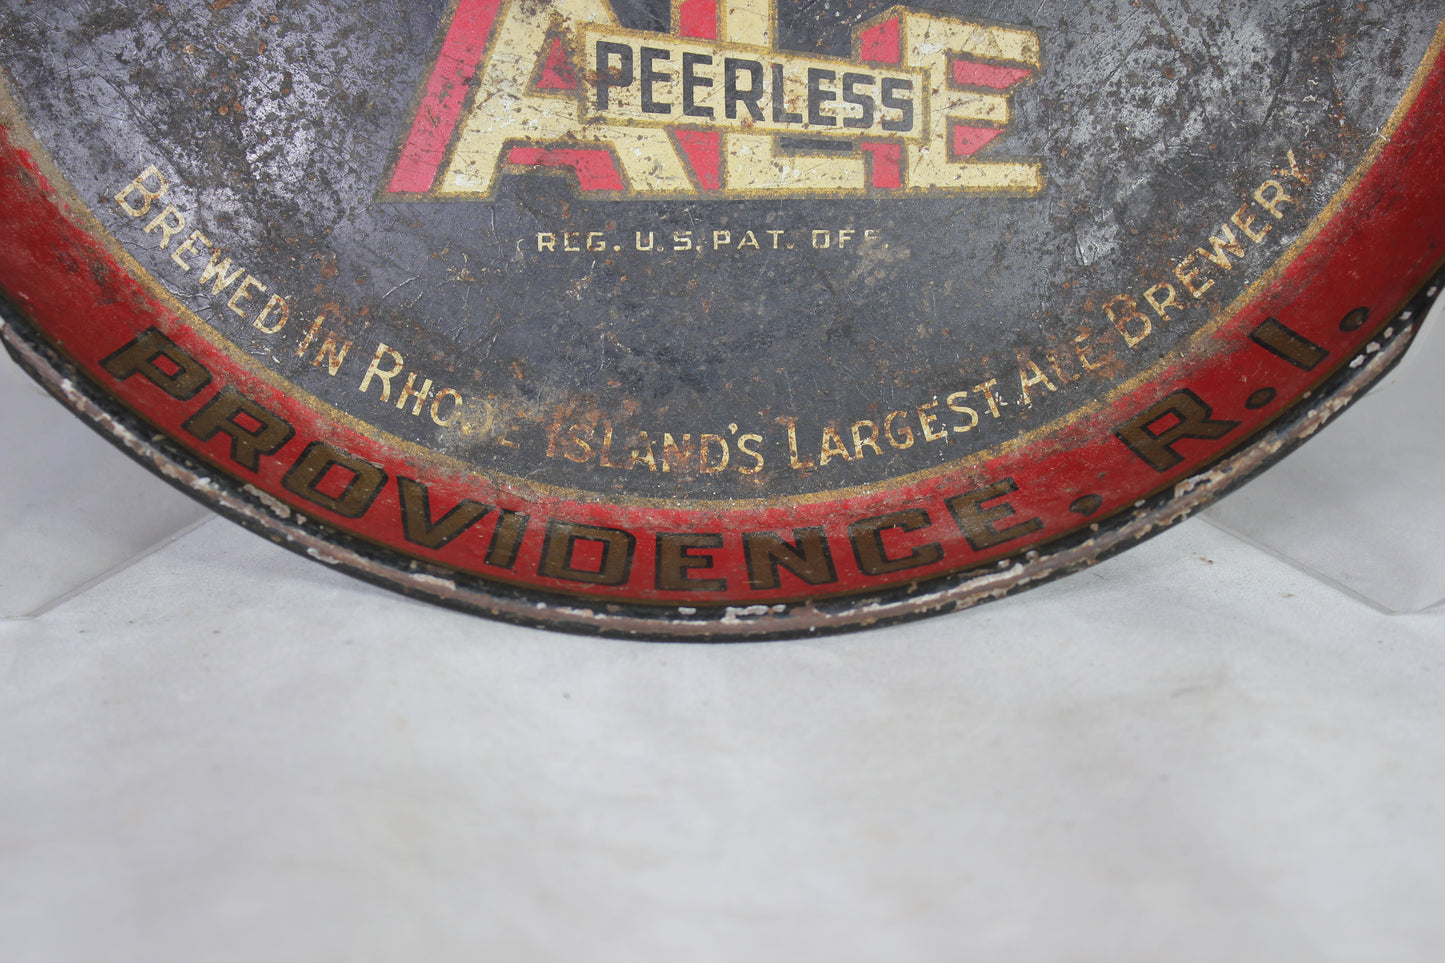 ALE
PEERLESS
REG. U.S. PAT. OFF.
BREWED IN RHODE ISLAND'S LARGEST ALE BREWERY
PROVIDENCE. R.I.